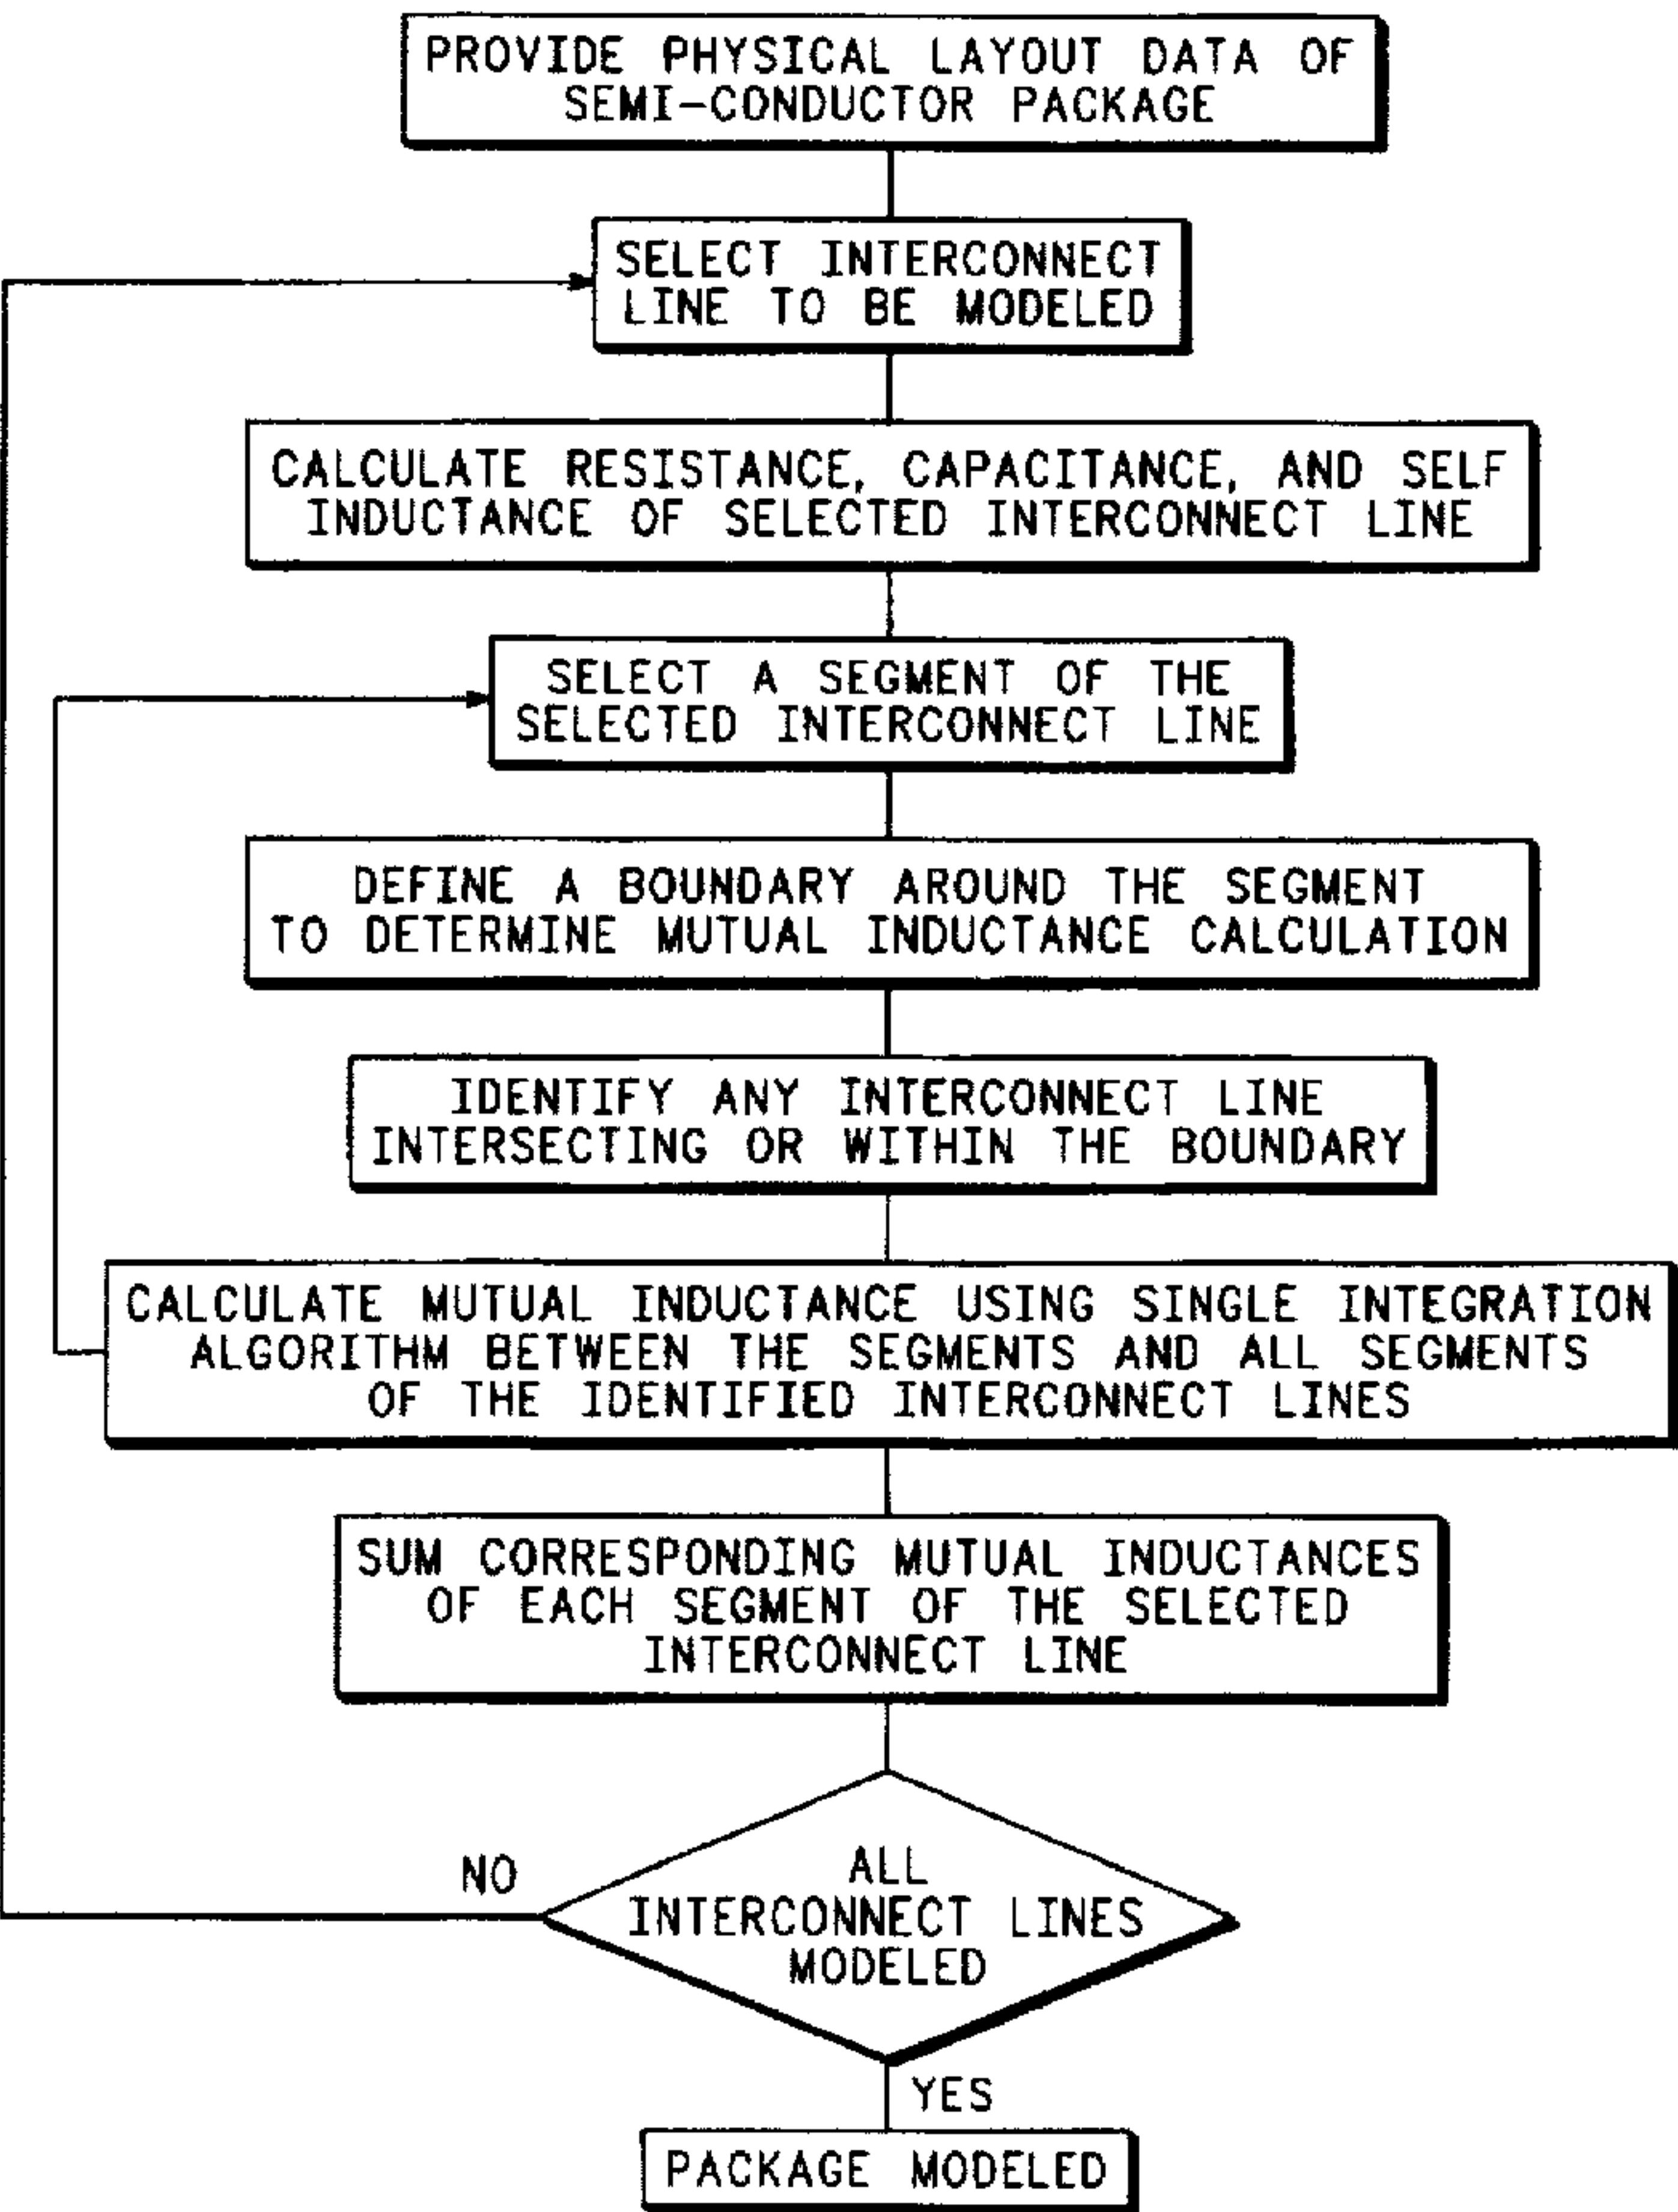 PROVIDE PHYSICAL LAYOUT DATA OF
SEMI-CONDUCTOR PACKAGE
SELECT INTERCONNECT
LINE TO BE MODELED
CALCULATE RESISTANCE, CAPACITANCE, AND SELF
INDUCTANCE OF SELECTED INTERCONNECT LINE
SELECT A SEGMENT OF THE
SELECTED INTERCONNECT LINE
DEFINE A BOUNDARY AROUND THE SEGMENT
TO DETERMINE MUTUAL INDUCTANCE CALCULATION
IDENTIFY ANY INTERCONNECT LINE
INTERSECTING OR WITHIN THE BOUNDARY
CALCULATE MUTUAL INDUCTANCE USING SINGLE INTEGRATION
ALGORITHM BETWEEN THE SEGMENTS AND ALL SEGMENTS
OF THE IDENTIFIED INTERCONNECT LINES
SUM CORRESPONDING MUTUAL INDUCTANCES
OF EACH SEGMENT OF THE SELECTED
INTERCONNECT LINE
NO
ALL
INTERCONNECT LINES
MODELED
YES
PACKAGE MODELED